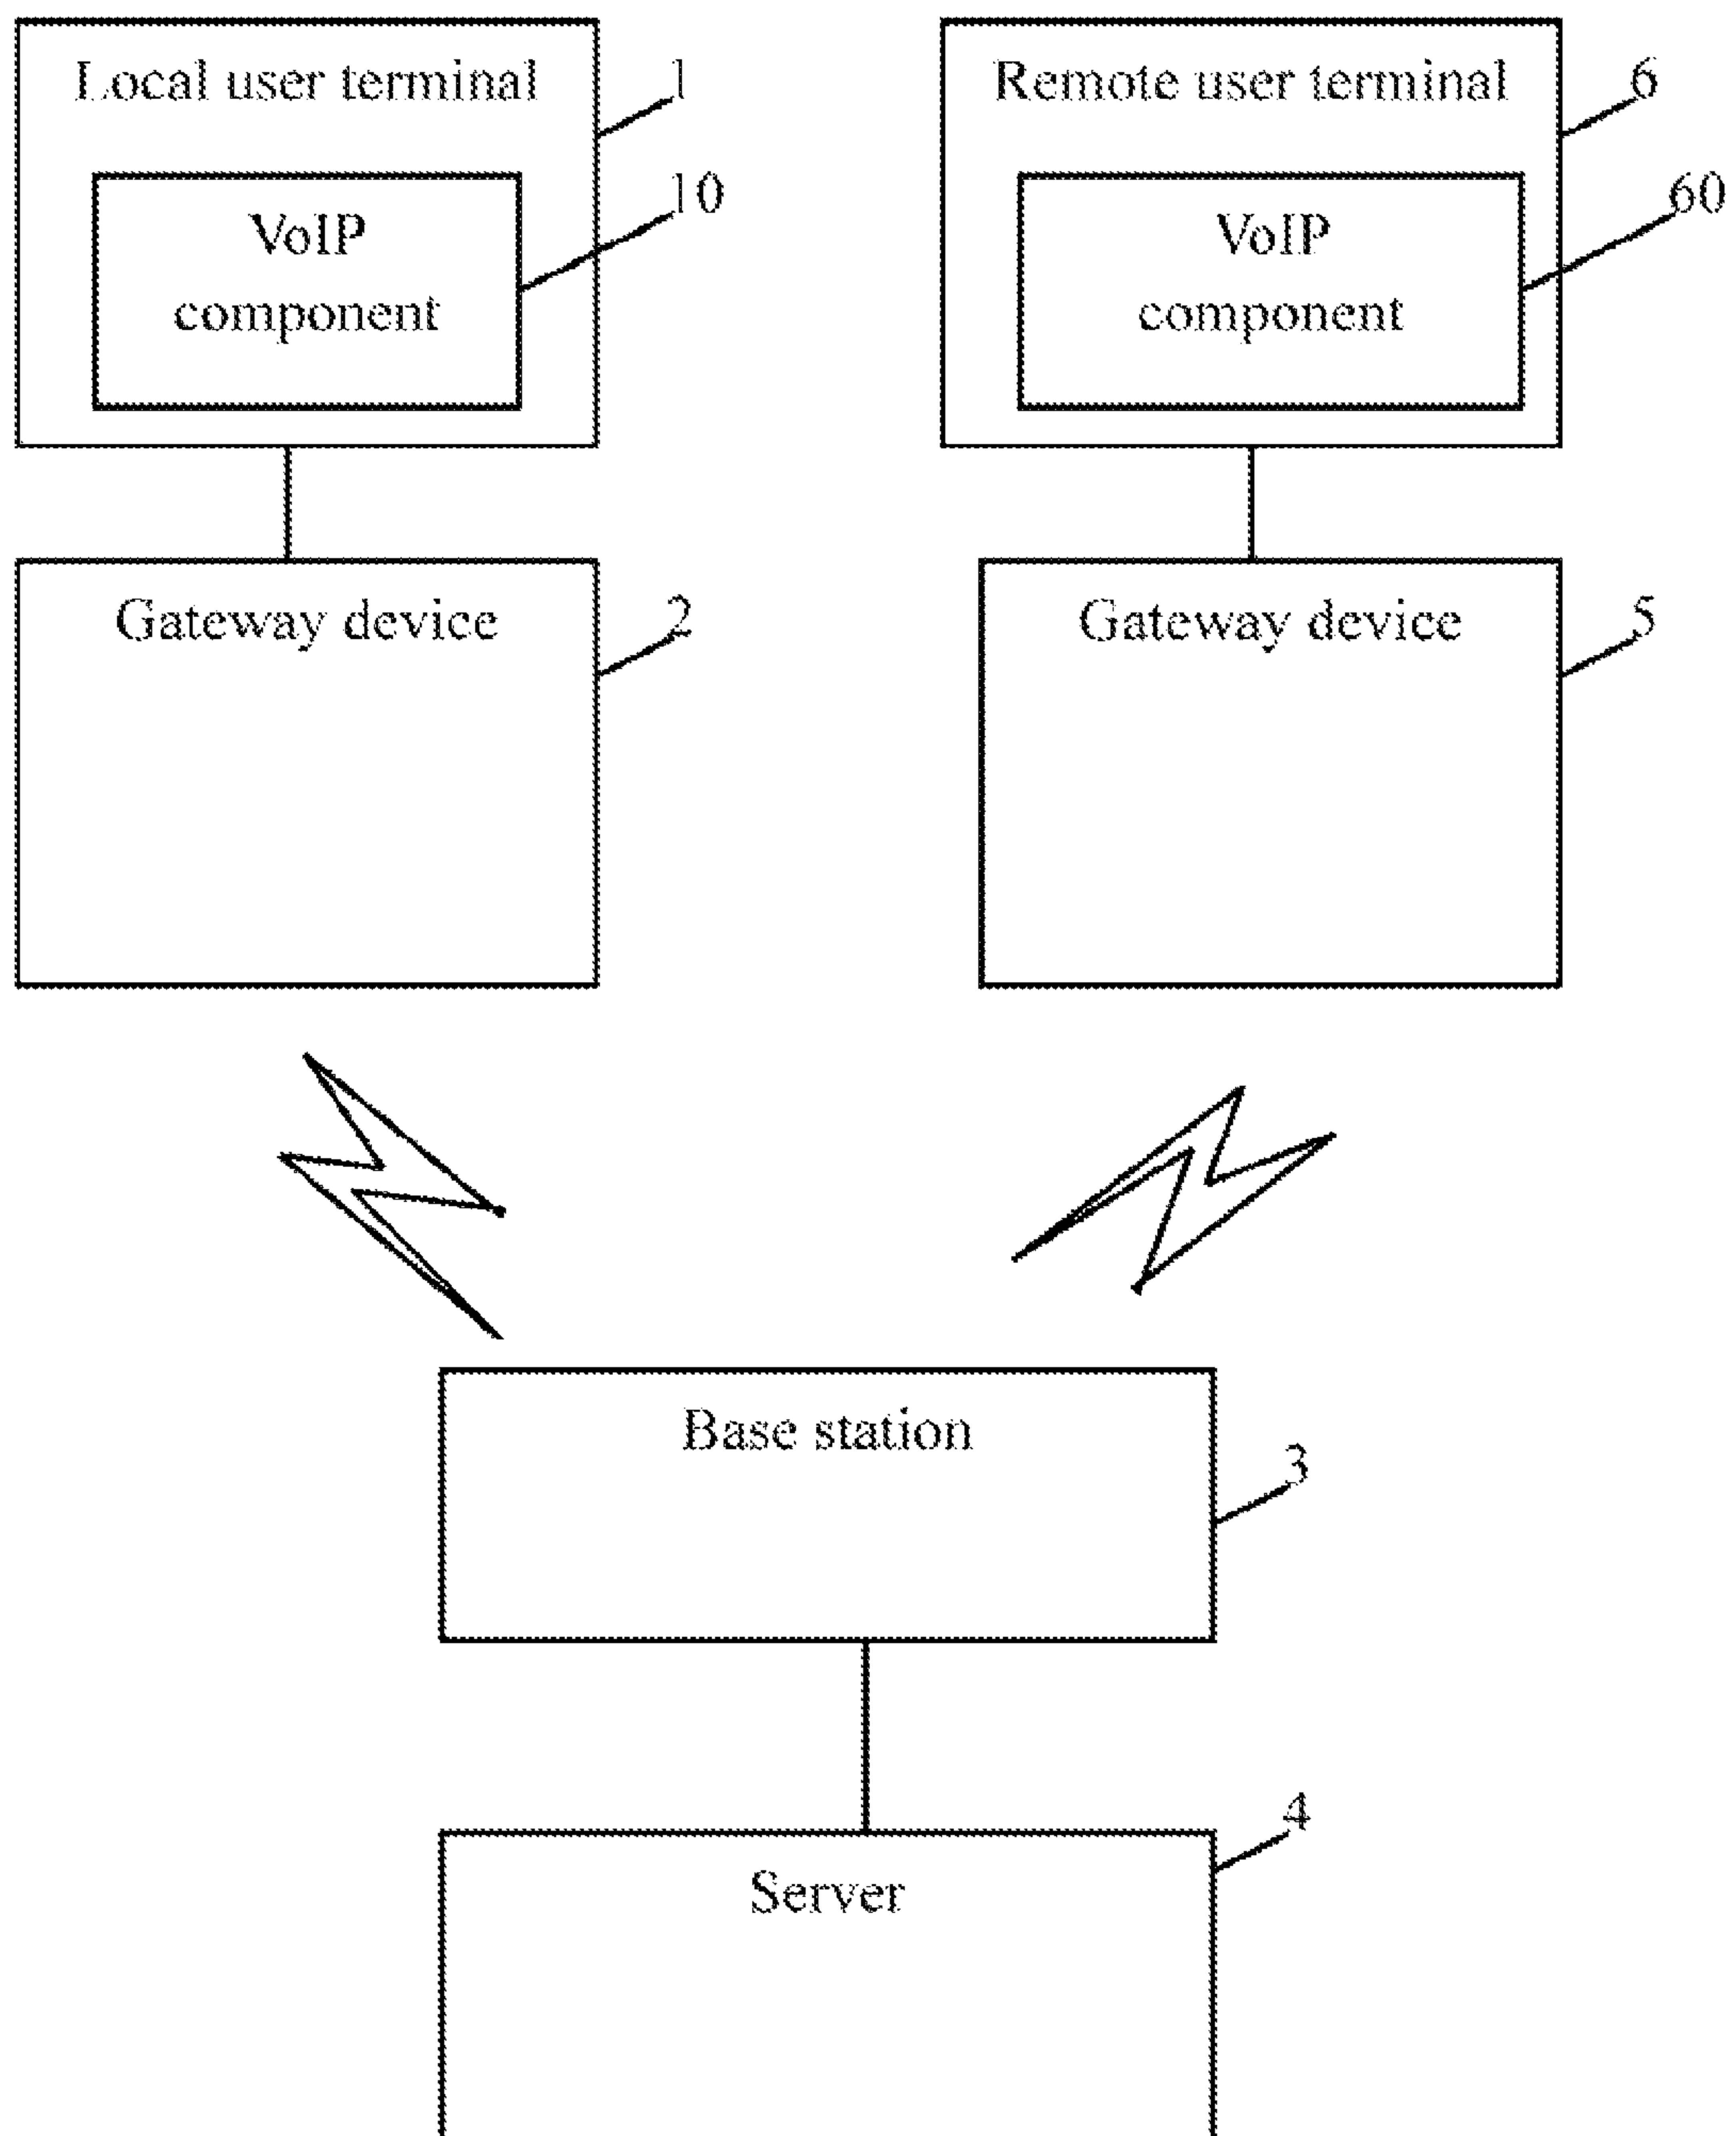 Local user terminal
1
VoIP
component
10
Remote user terminal
6
VoIP
component
60
Gateway device
2
Gateway device
5
Base station
3
Server
4